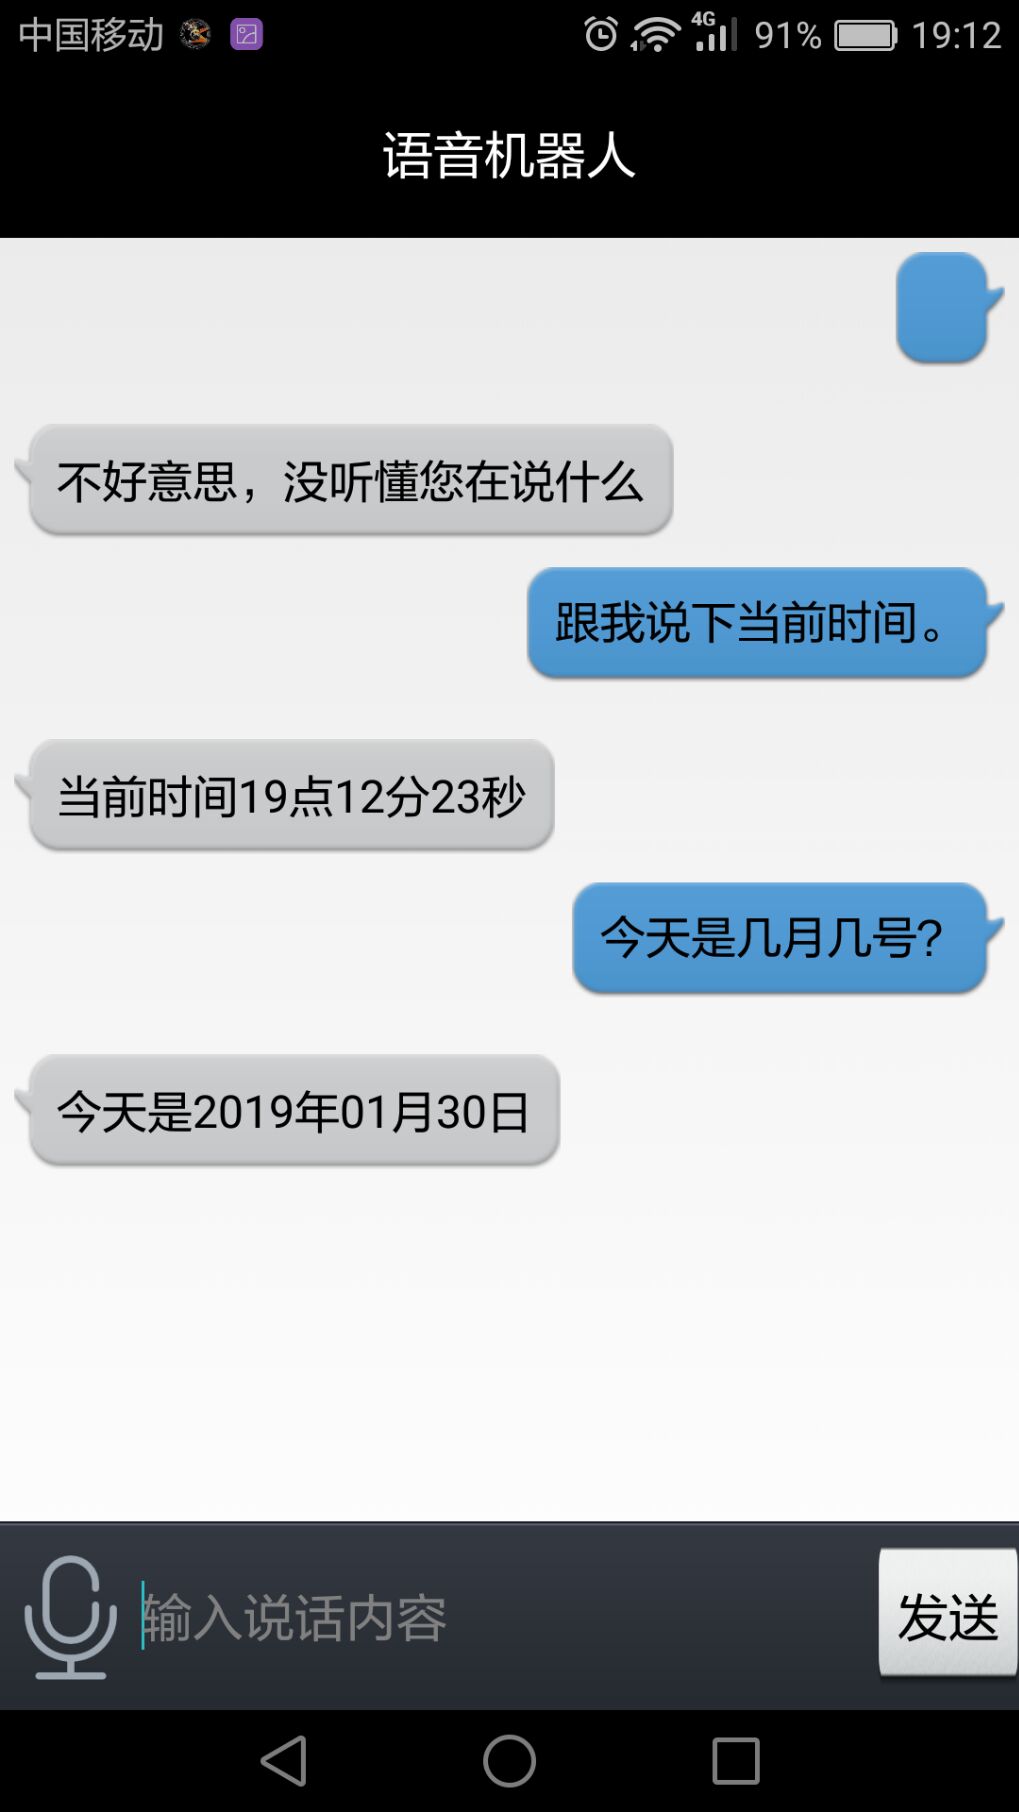 中国移动 4G 91% 19:12
语音机器人
不好意思，没听懂您在说什么
跟我说下当前时间。
当前时间19点12分23秒
今天是几月几号?
今天是2019年01月30日
输入说话内容 发送